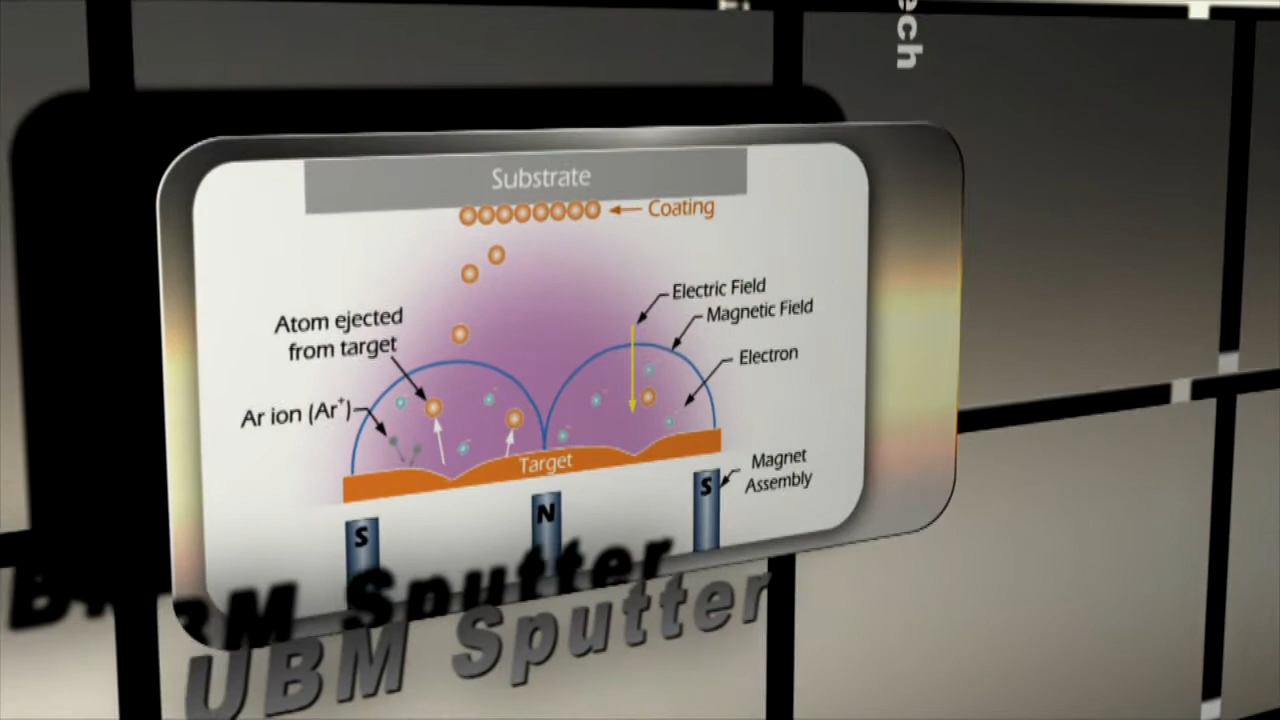 ech
Substrate
Coating
Electric Field
Magnetic Field
Atom ejected
from target
Electron
Ar ion (Ar⁺)
Target
Magnet
Assembly
S
N
S
UBM Sputter